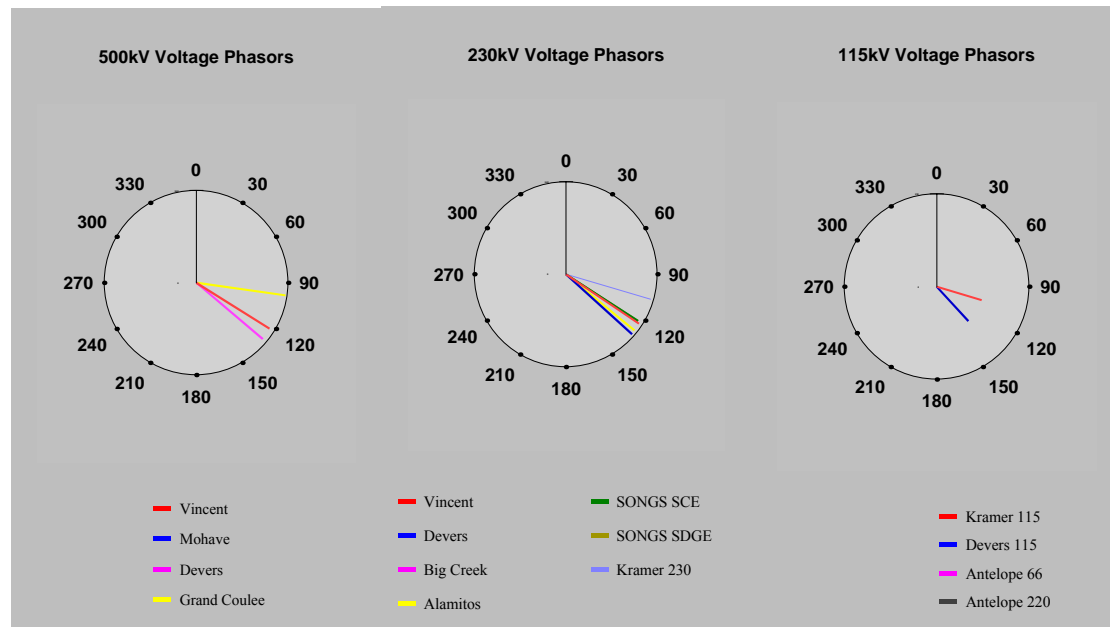 500kV Voltage Phasors
0
30
60
90
120
150
180
210
240
270
300
330
Vincent
Mohave
Devers
Grand Coulee
230kV Voltage Phasors
0
30
60
90
120
150
180
210
240
270
300
330
Vincent
Devers
Big Creek
Alamitos
SONGS SCE
SONGS SDGE
Kramer 230
115kV Voltage Phasors
0
30
60
90
120
150
180
210
240
270
300
330
Kramer 115
Devers 115
Antelope 66
Antelope 220